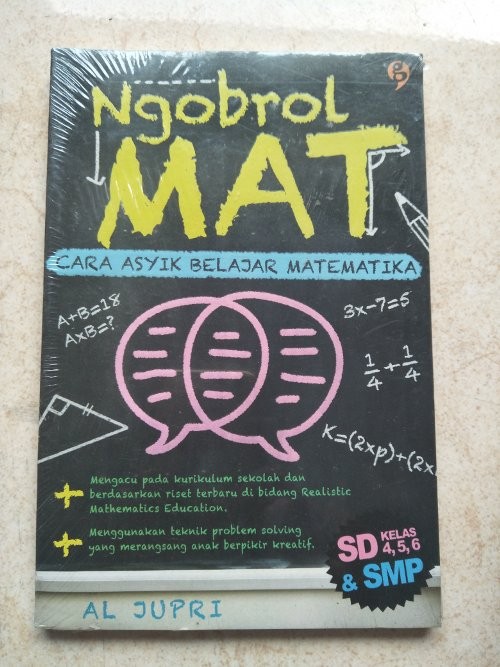 Ngobrol
MAT
CARA ASYIK BELAJAR MATEMATIKA
A+B=18
AxB=?
3x-7=5
1/4 + 1/4
K=(2xp)+(2x
+ Mengacu pada kurikulum sekolah dan
berdasarkan riset terbaru di bidang Realistic
Mathematics Education.
+ Menggunakan teknik problem solving
yang merangsang anak berpikir kreatif.
SD KELAS
4, 5, 6
& SMP
AL JUPRI